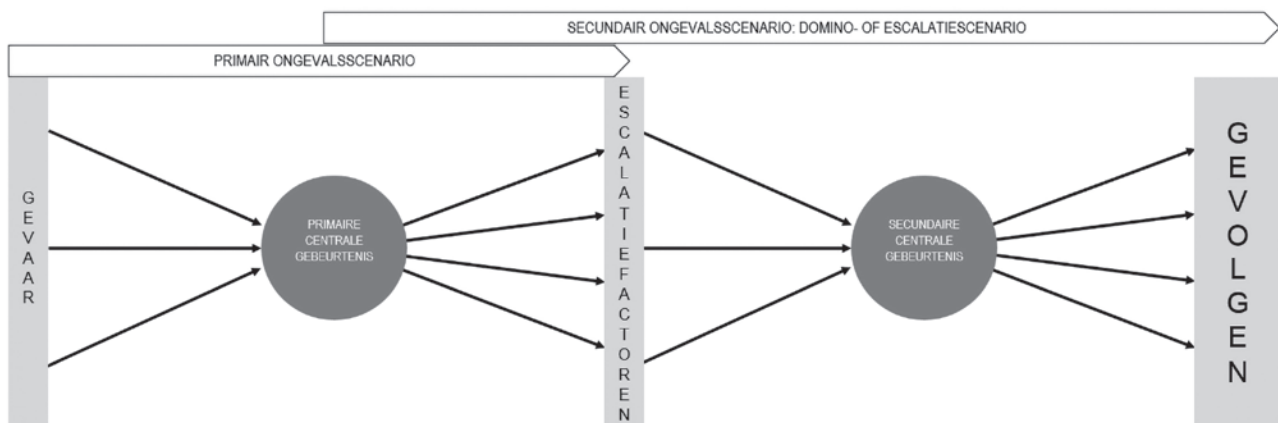 SECUNDAIR ONGEVALSSCENARIO: DOMINO- OF ESCALATIESCENARIO
PRIMAIR ONGEVALSSCENARIO
GEVAAR
PRIMAIRE
CENTRALE
GEBEURTENIS
ESCALATIEFACTOREN
SECUNDAIRE
CENTRALE
GEBEURTENIS
GEVOLGEN